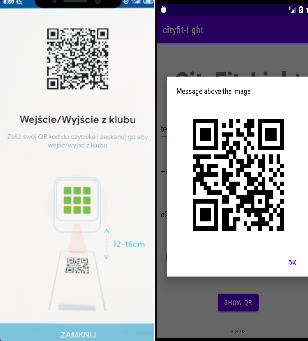 Wejście/Wyjście z klubu
Zbliż swój QR kod do czytnika i zeskanuj go aby
wejść/wyjść z klubu.
12-15cm
ZAMKNIJ
cityfit-light
Message above the image
OK
SHOW QR